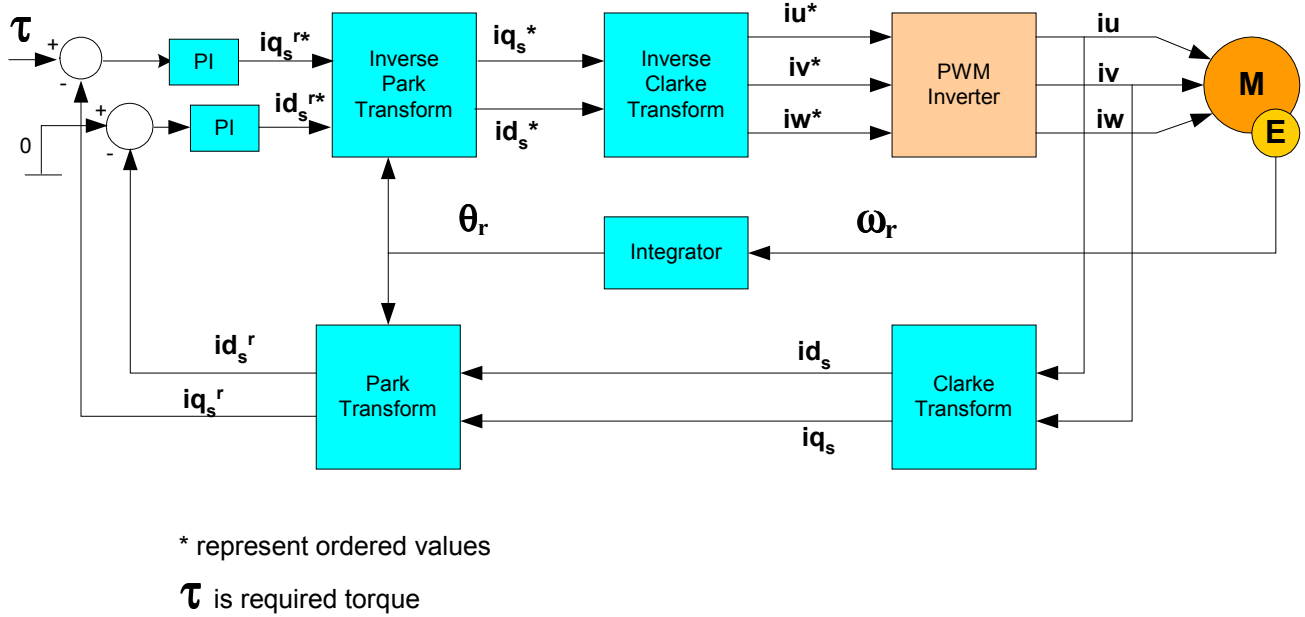 τ
+
-
PI
iqₛʳ*
Inverse
Park
Transform
iqₛ*
Inverse
Clarke
Transform
iu*
iv*
iw*
PWM
Inverter
iu
iv
iw
M
E
0
+
-
PI
idₛʳ*
idₛ*
θᵣ
Integrator
ωᵣ
idₛʳ
iqₛʳ
Park
Transform
idₛ
iqₛ
Clarke
Transform
* represent ordered values
τ is required torque